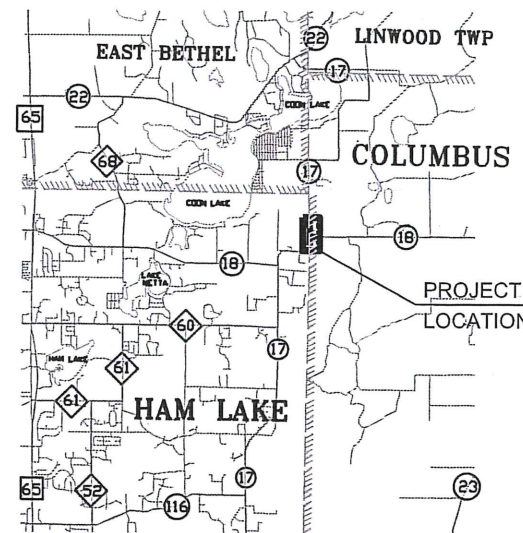 22
EAST BETHEL
LINWOOD TWP
17
22
COON LAKE
65
68
17
COLUMBUS
COON LAKE
18
18
LAKE
NETTA
PROJECT
LOCATION
60
17
HAM LAKE
61
61
HAM LAKE
17
65
52
116
23